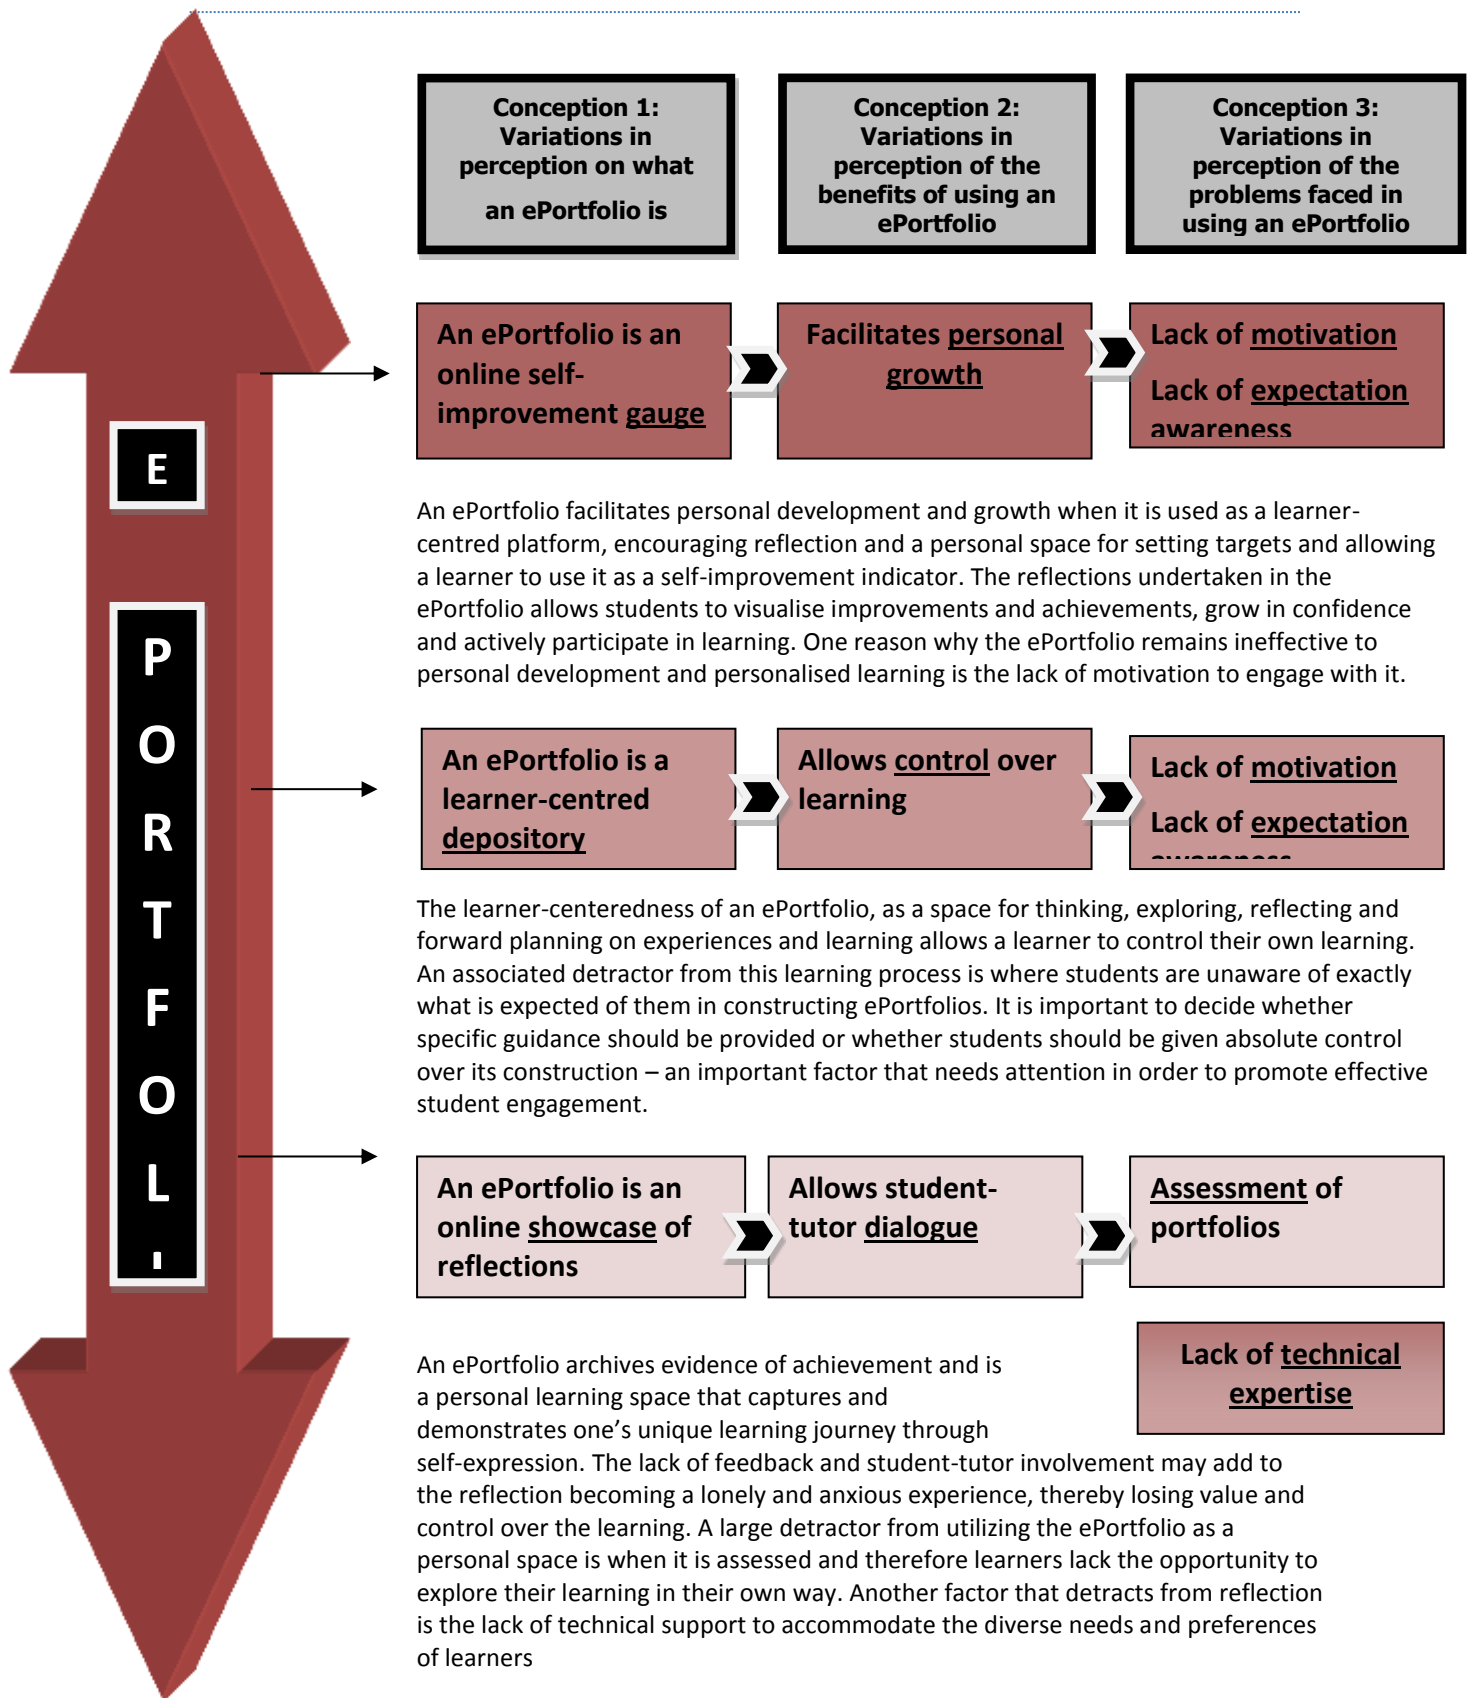 Conception 1:
Variations in
perception on what
an ePortfolio is
Conception 2:
Variations in
perception of the
benefits of using an
ePortfolio
Conception 3:
Variations in
perception of the
problems faced in
using an ePortfolio
E
P
O
R
T
F
O
L
An ePortfolio is an
online self-
improvement gauge
Facilitates personal
growth
Lack of motivation
Lack of expectation
awareness
An ePortfolio facilitates personal development and growth when it is used as a learner-
centred platform, encouraging reflection and a personal space for setting targets and allowing
a learner to use it as a self-improvement indicator. The reflections undertaken in the
ePortfolio allows students to visualise improvements and achievements, grow in confidence
and actively participate in learning. One reason why the ePortfolio remains ineffective to
personal development and personalised learning is the lack of motivation to engage with it.
An ePortfolio is a
learner-centred
depository
Allows control over
learning
Lack of motivation
Lack of expectation
awareness
The learner-centeredness of an ePortfolio, as a space for thinking, exploring, reflecting and
forward planning on experiences and learning allows a learner to control their own learning.
An associated detractor from this learning process is where students are unaware of exactly
what is expected of them in constructing ePortfolios. It is important to decide whether
specific guidance should be provided or whether students should be given absolute control
over its construction – an important factor that needs attention in order to promote effective
student engagement.
An ePortfolio is an
online showcase of
reflections
Allows student-
tutor dialogue
Assessment of
portfolios
Lack of technical
expertise
An ePortfolio archives evidence of achievement and is
a personal learning space that captures and
demonstrates one’s unique learning journey through
self-expression. The lack of feedback and student-tutor involvement may add to
the reflection becoming a lonely and anxious experience, thereby losing value and
control over the learning. A large detractor from utilizing the ePortfolio as a
personal space is when it is assessed and therefore learners lack the opportunity to
explore their learning in their own way. Another factor that detracts from reflection
is the lack of technical support to accommodate the diverse needs and preferences
of learners